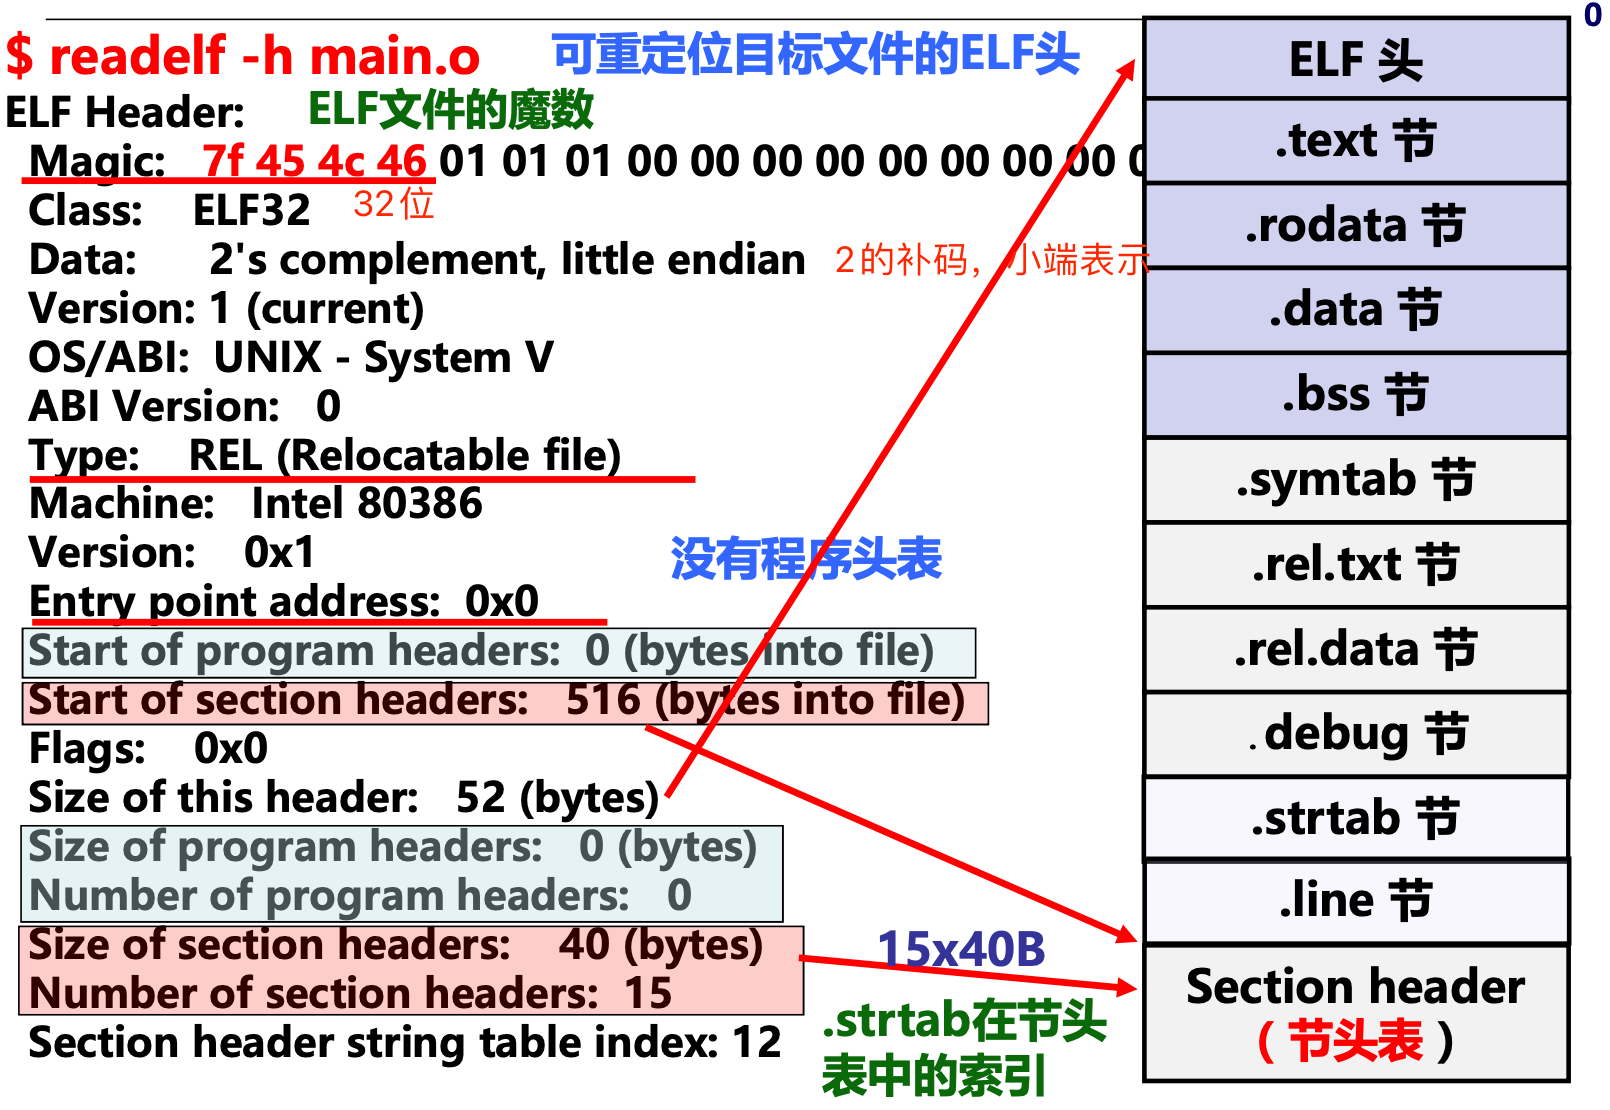 0
$ readelf -h main.o 可重定位目标文件的ELF头
ELF Header: ELF文件的魔数
Magic: 7f 45 4c 46 01 01 01 00 00 00 00 00 00 00 00
Class: ELF32 32位
Data: 2's complement, little endian 2的补码，小端表示
Version: 1 (current)
OS/ABI: UNIX - System V
ABI Version: 0
Type: REL (Relocatable file)
Machine: Intel 80386
Version: 0x1
没有程序头表
Entry point address: 0x0
Start of program headers: 0 (bytes into file)
Start of section headers: 516 (bytes into file)
Flags: 0x0
Size of this header: 52 (bytes)
Size of program headers: 0 (bytes)
Number of program headers: 0
Size of section headers: 40 (bytes)
Number of section headers: 15
15x40B
Section header string table index: 12
.strtab在节头
表中的索引
ELF 头
.text 节
.rodata 节
.data 节
.bss 节
.symtab 节
.rel.txt 节
.rel.data 节
. debug 节
.strtab 节
.line 节
Section header
( 节头表 )